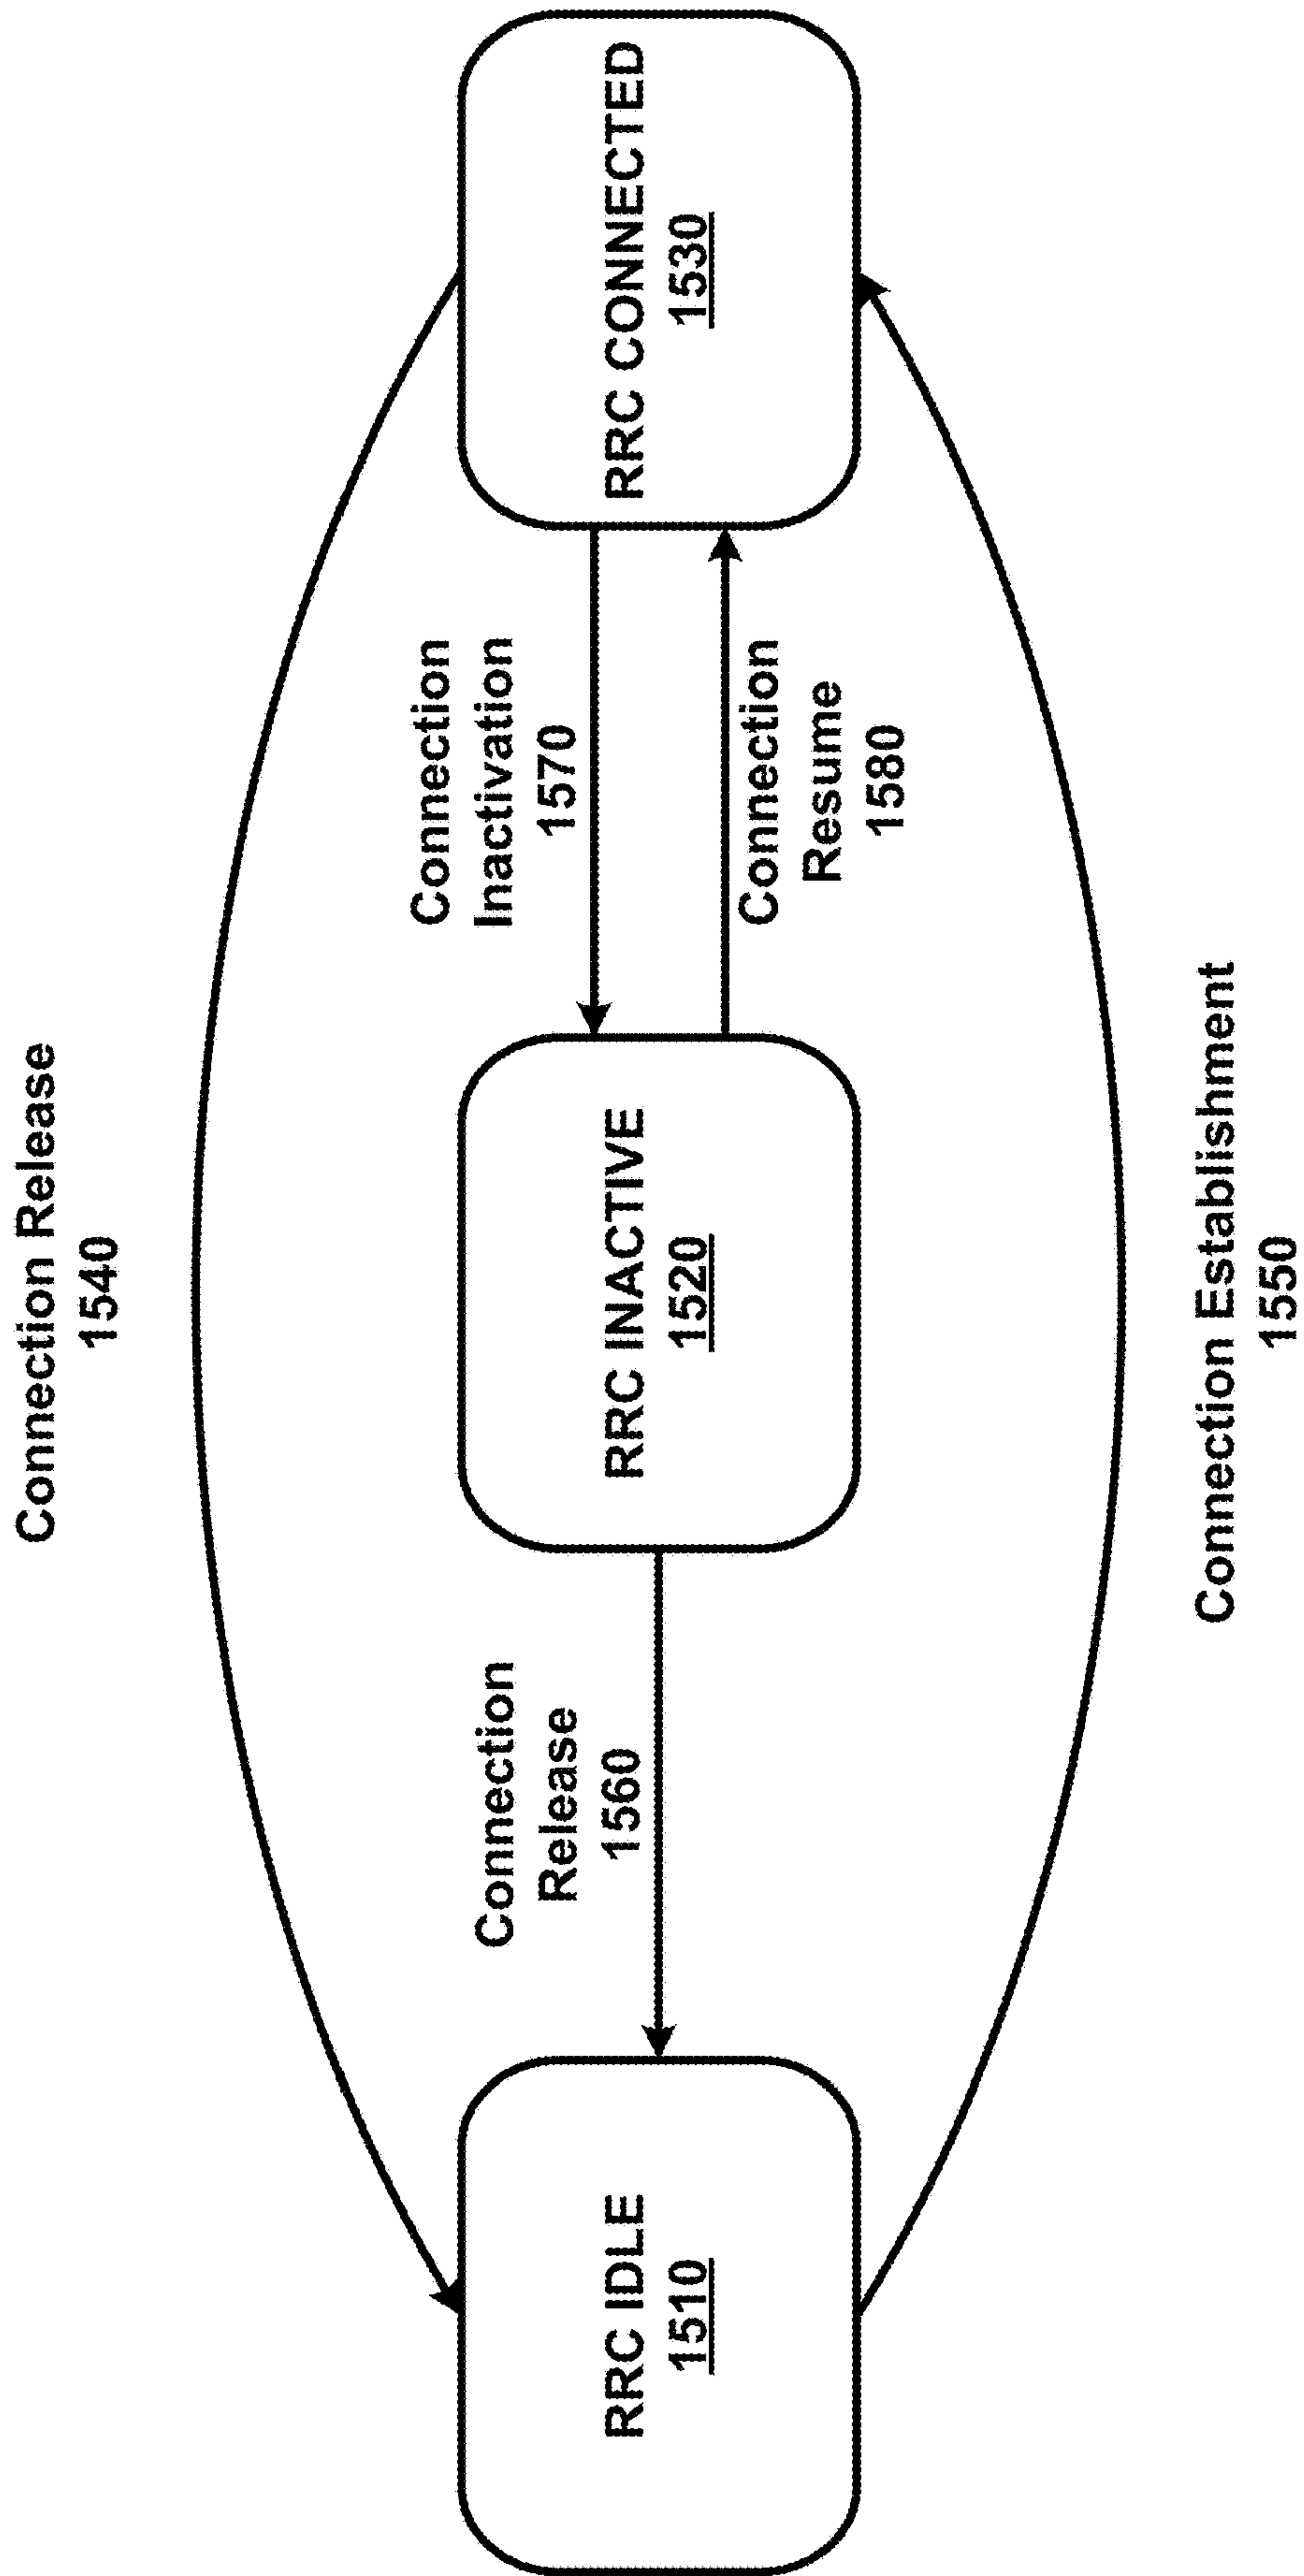 Connection Release
1540
RRC IDLE
1510
Connection
Release
1560
RRC INACTIVE
1520
Connection
Inactivation
1570
Connection
Resume
1580
RRC CONNECTED
1530
Connection Establishment
1550